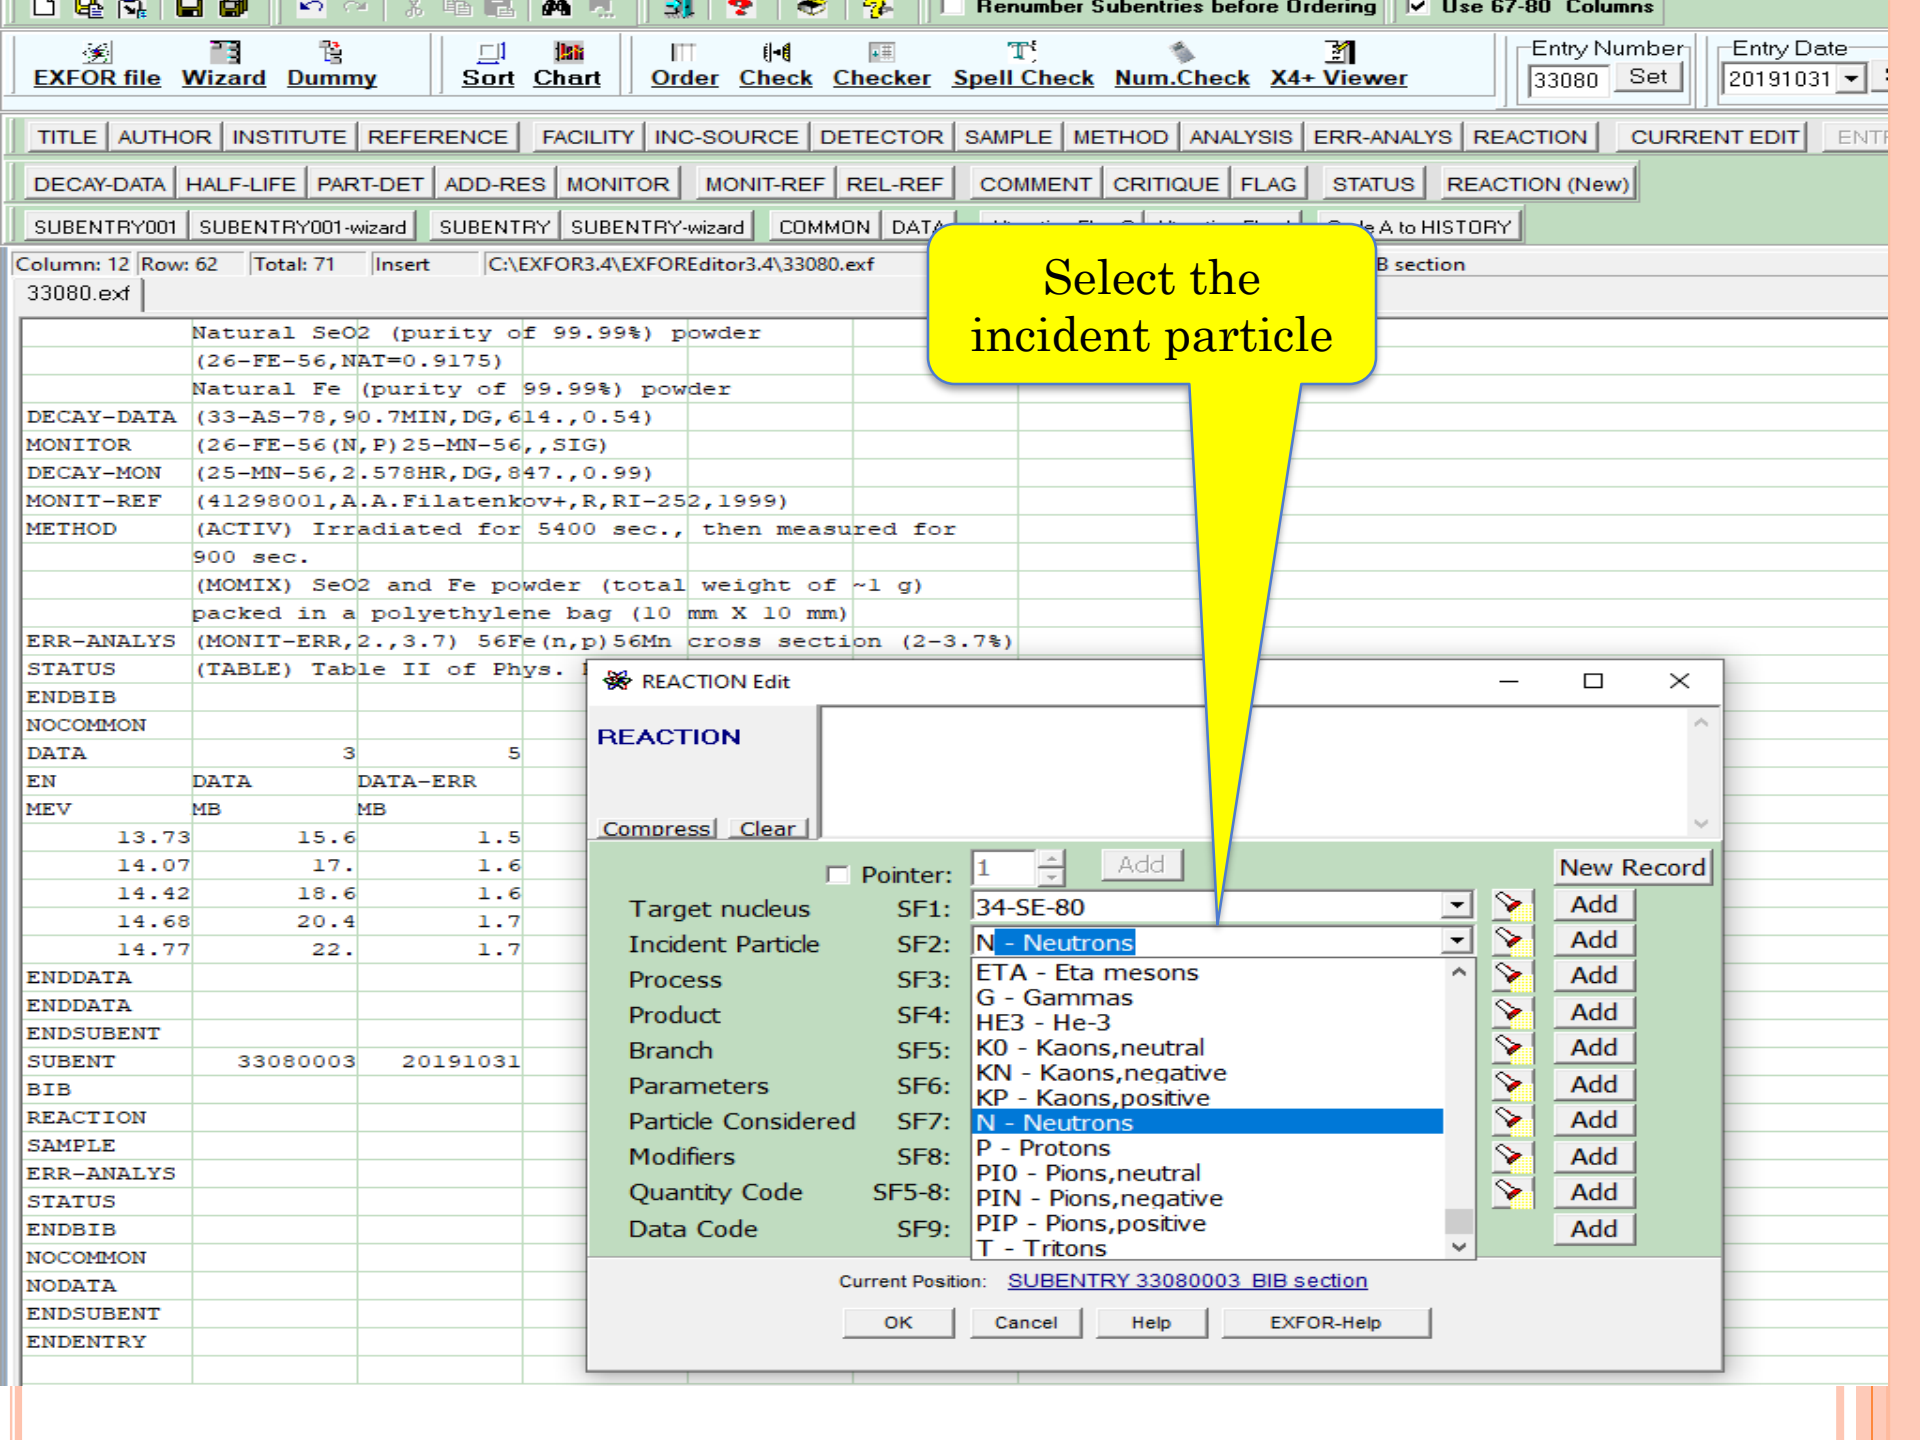 Renumber Subentries before Ordering Use 67-80 Columns
EXFOR file Wizard Dummy Sort Chart Order Check Checker Spell Check Num.Check X4+ Viewer
Entry Number
33080 Set
Entry Date
20191031
TITLE AUTHOR INSTITUTE REFERENCE FACILITY INC-SOURCE DETECTOR SAMPLE METHOD ANALYSIS ERR-ANALYS REACTION CURRENT EDIT
DECAY-DATA HALF-LIFE PART-DET ADD-RES MONITOR MONIT-REF REL-REF COMMENT CRITIQUE FLAG STATUS REACTION (New)
SUBENTRY001 SUBENTRY001-wizard SUBENTRY SUBENTRY-wizard COMMON DATA A to HISTORY
Column: 12 Row: 62 Total: 71 Insert C:\EXFOR3.4\EXFOREditor3.4\33080.exf B section
33080.exf
Select the
incident particle
Natural SeO2 (purity of 99.99%) powder
(26-FE-56,NAT=0.9175)
Natural Fe (purity of 99.99%) powder
DECAY-DATA (33-AS-78,90.7MIN,DG,614.,0.54)
MONITOR (26-FE-56(N,P)25-MN-56,,SIG)
DECAY-MON (25-MN-56,2.578HR,DG,847.,0.99)
MONIT-REF (41298001,A.A.Filatenkov+,R,RI-252,1999)
METHOD (ACTIV) Irradiated for 5400 sec., then measured for
900 sec.
(MOMIX) SeO2 and Fe powder (total weight of ~1 g)
packed in a polyethylene bag (10 mm X 10 mm)
ERR-ANALYS (MONIT-ERR,2.,3.7) 56Fe(n,p)56Mn cross section (2-3.7%)
STATUS (TABLE) Table II of Phys.
ENDBIB
NOCOMMON
DATA 3 5
EN DATA DATA-ERR
MEV MB MB
13.73 15.6 1.5
14.07 17. 1.6
14.42 18.6 1.6
14.68 20.4 1.7
14.77 22. 1.7
ENDDATA
ENDDATA
ENDSUBENT
SUBENT 33080003 20191031
BIB
REACTION
SAMPLE
ERR-ANALYS
STATUS
ENDBIB
NOCOMMON
NODATA
ENDSUBENT
ENDENTRY
REACTION Edit
REACTION
Compress Clear
Pointer: 1 Add New Record
Target nucleus SF1: 34-SE-80 Add
Incident Particle SF2: N - Neutrons Add
Process SF3: Add
Product SF4: Add
Branch SF5: Add
Parameters SF6: Add
Particle Considered SF7: Add
Modifiers SF8: Add
Quantity Code SF5-8: Add
Data Code SF9: Add
ETA - Eta mesons
G - Gammas
HE3 - He-3
K0 - Kaons,neutral
KN - Kaons,negative
KP - Kaons,positive
N - Neutrons
P - Protons
PI0 - Pions,neutral
PIN - Pions,negative
PIP - Pions,positive
T - Tritons
Current Position: SUBENTRY 33080003 BIB section
OK Cancel Help EXFOR-Help